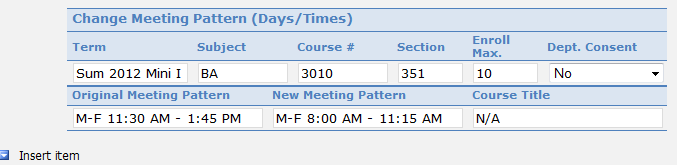 Change Meeting Pattern (Days/Times)
Term Subject Course # Section Enroll Max. Dept. Consent
Sum 2012 Mini I BA 3010 351 10 No
Original Meeting Pattern New Meeting Pattern Course Title
M-F 11:30 AM - 1:45 PM M-F 8:00 AM - 11:15 AM N/A
Insert item